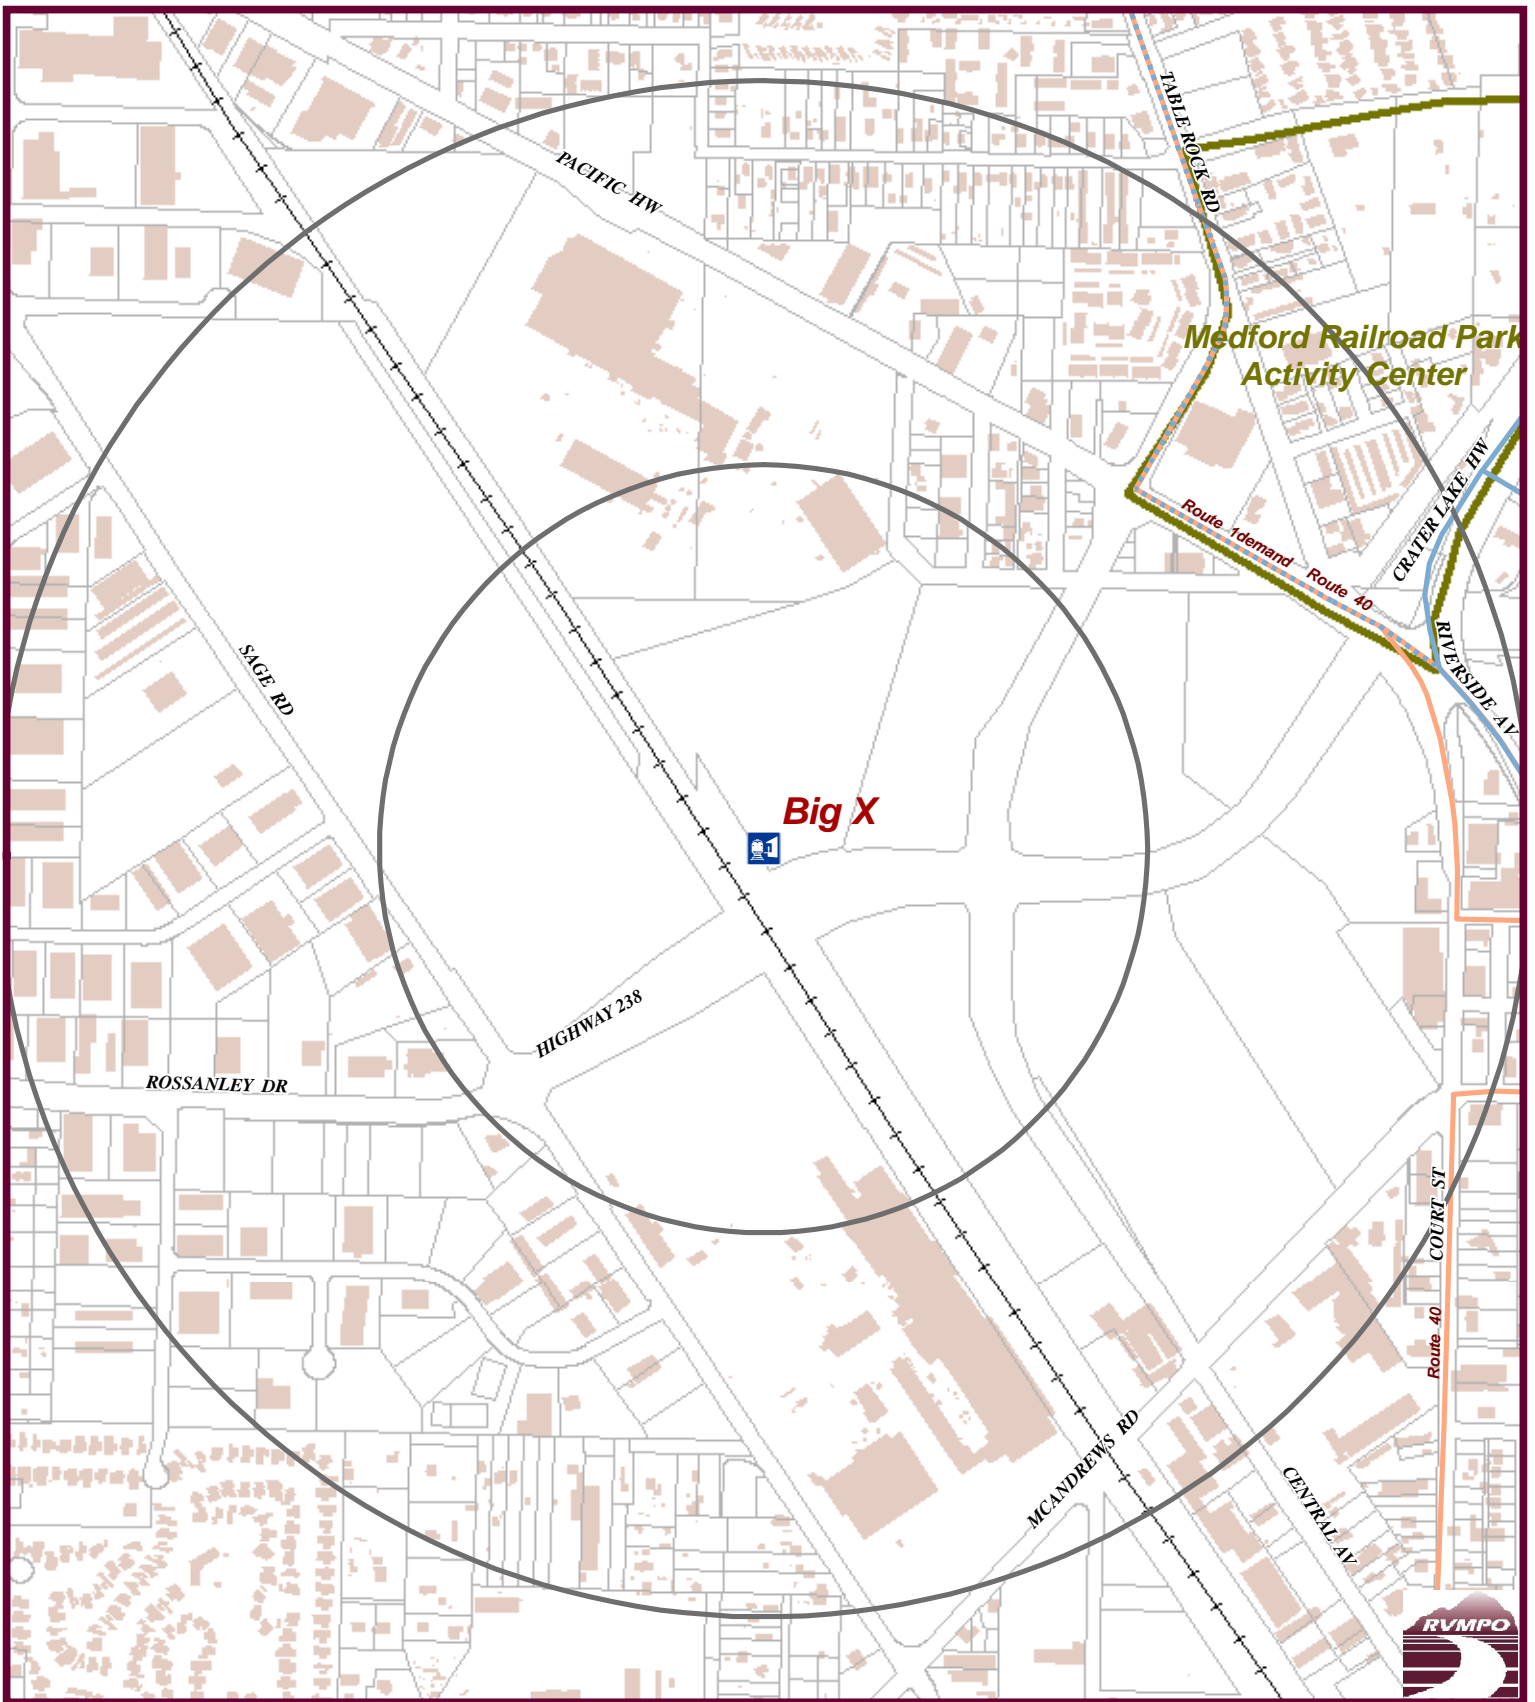 TABLE ROCK RD
PACIFIC HW
Medford Railroad Park
Activity Center
CRATER LAKE HW
Route 1demand Route 40
RIVERSIDE AV
SAGE RD
Big X
HIGHWAY 238
ROSSANLEY DR
COURT ST
Route 40
MCANDREWS RD
CENTRAL AV
RVMPO